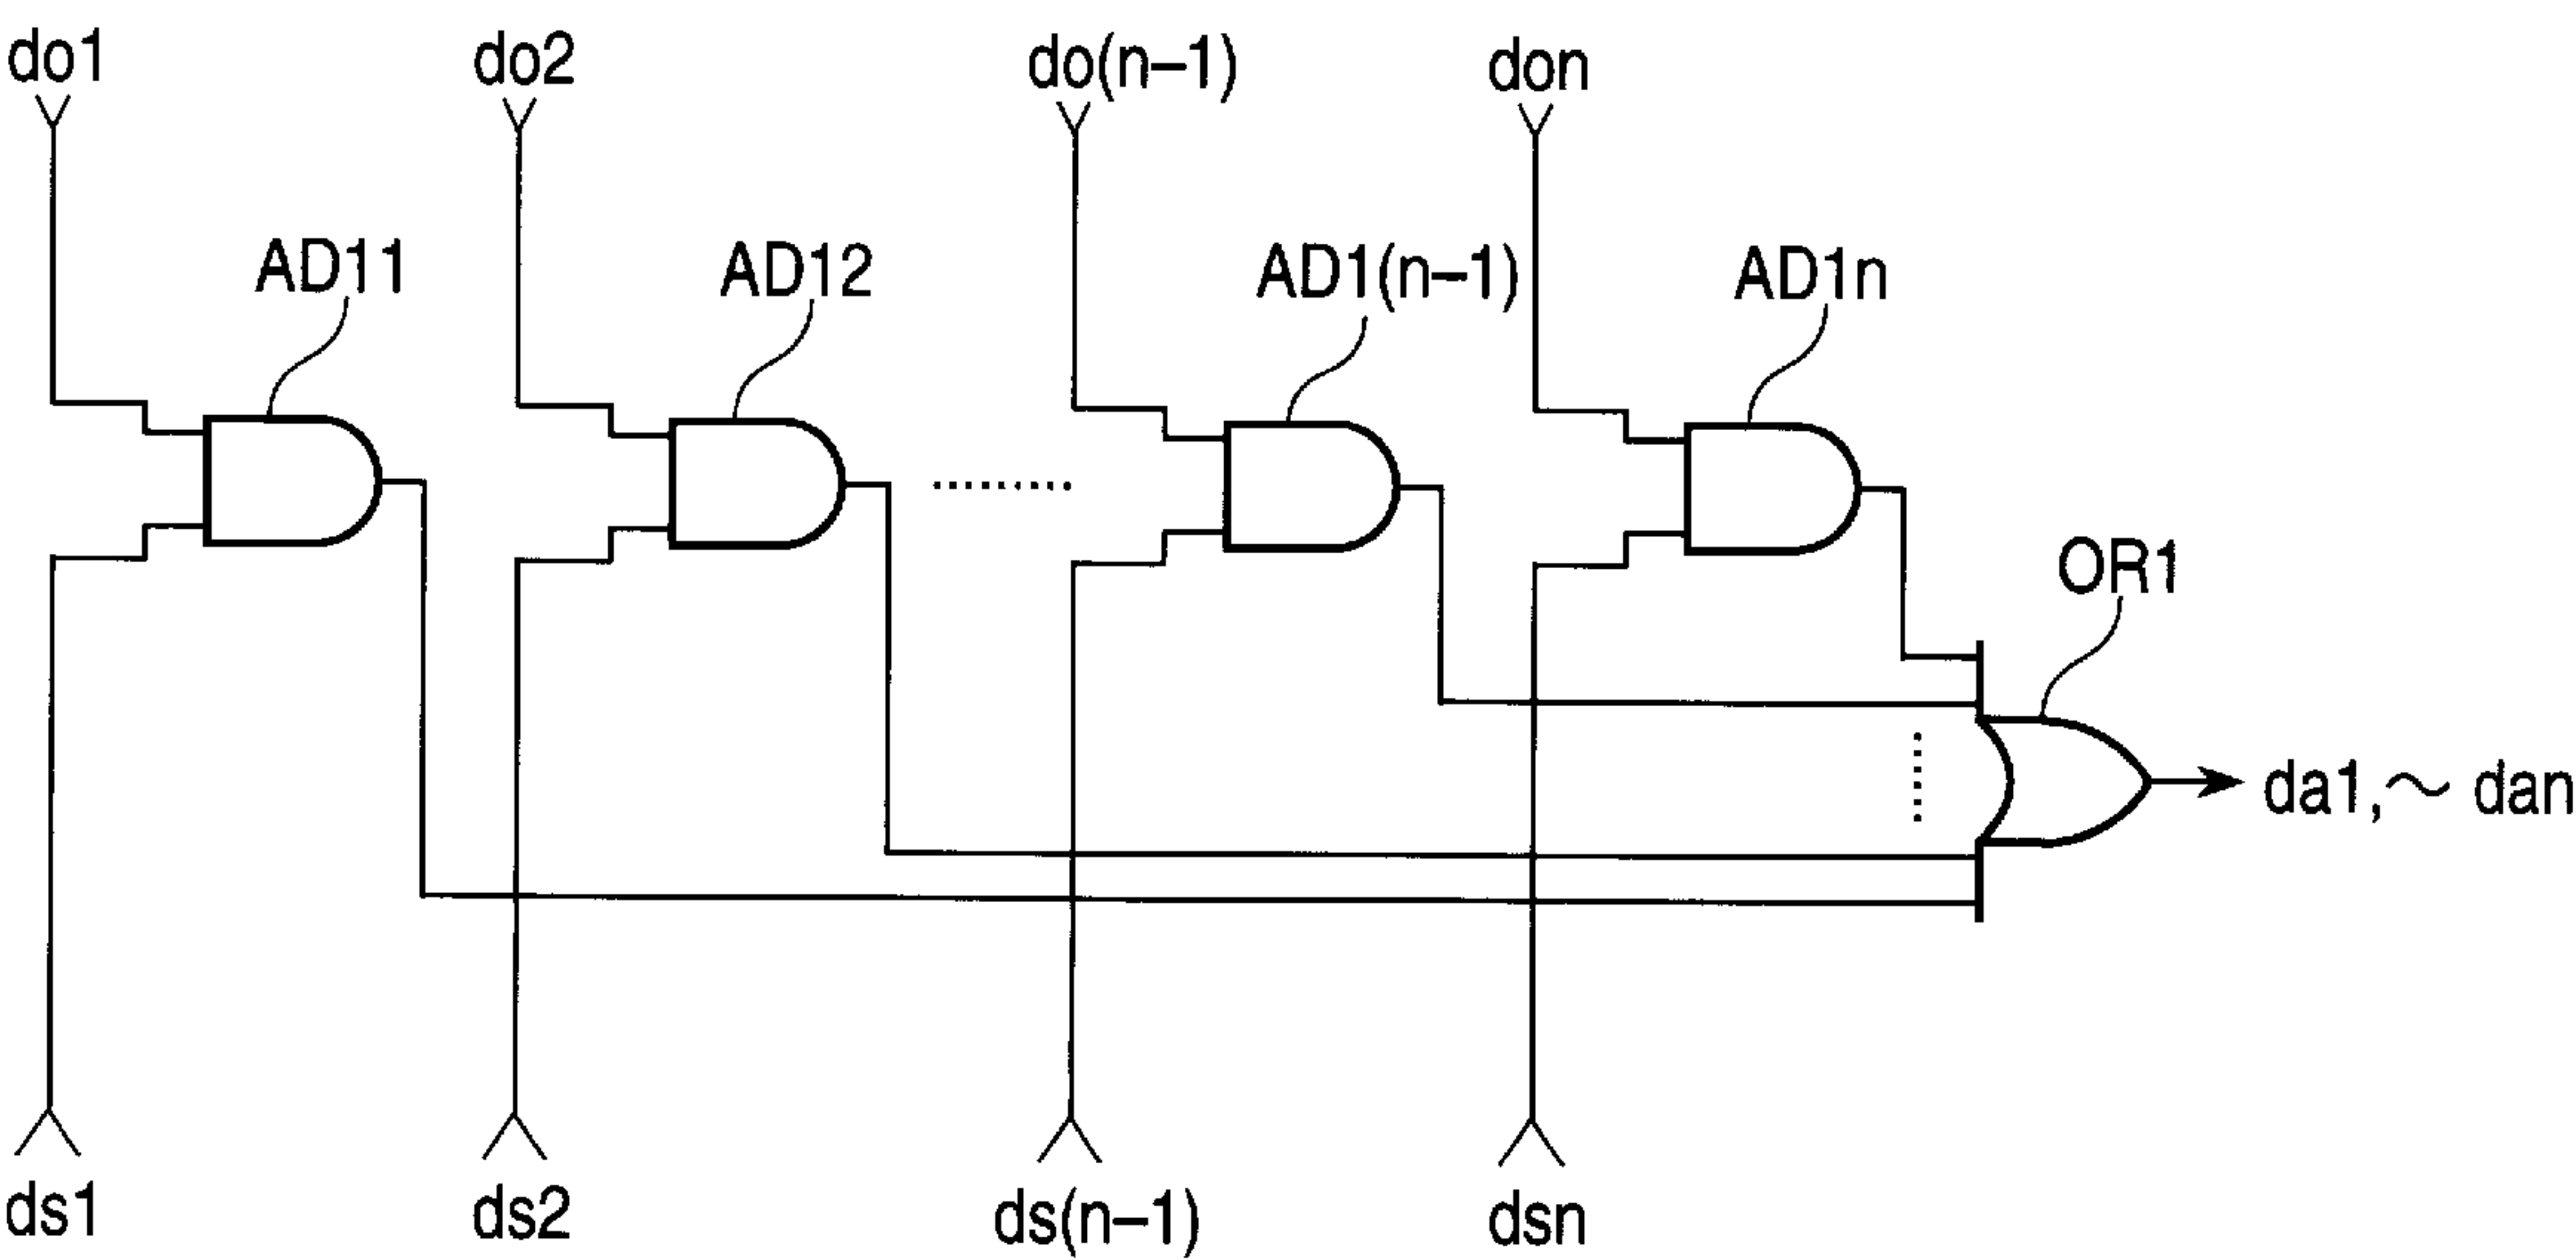 do1
do2
do(n–1)
don
AD11
AD12
AD1(n–1)
AD1n
OR1
da1,～ dan
ds1
ds2
ds(n–1)
dsn